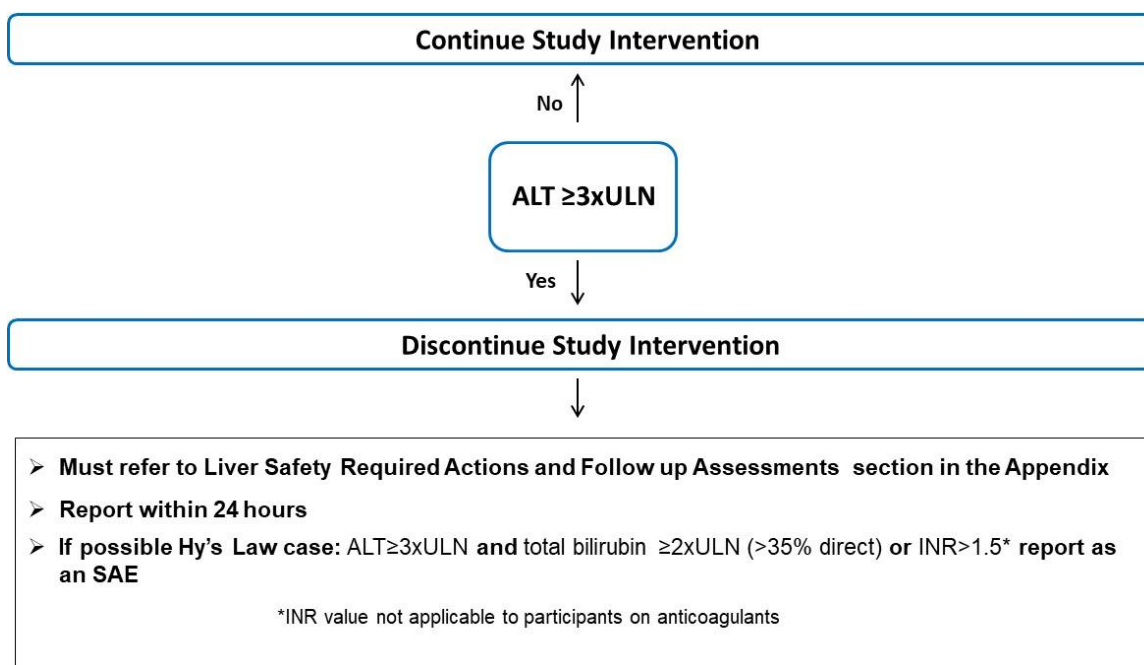 Continue Study Intervention
No
ALT ≥3xULN
Yes
Discontinue Study Intervention
➢ Must refer to Liver Safety Required Actions and Follow up Assessments section in the Appendix
➢ Report within 24 hours
➢ If possible Hy’s Law case: ALT≥3xULN and total bilirubin ≥2xULN (>35% direct) or INR>1.5* report as
an SAE
*INR value not applicable to participants on anticoagulants